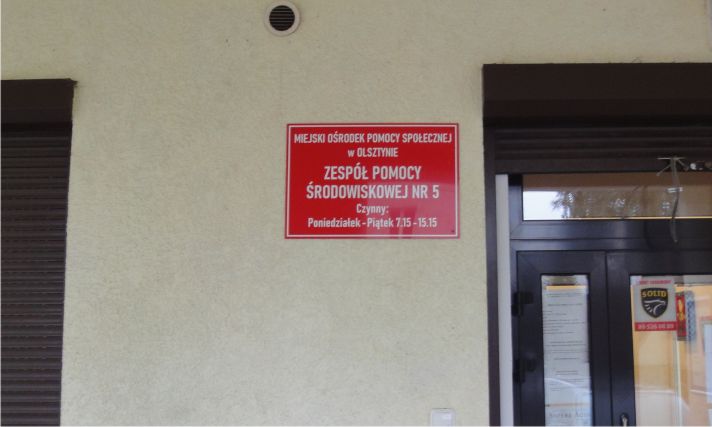 MIEJSKI OŚRODEK POMOCY SPOŁECZNEJ
w OLSZTYNIE
ZESPÓŁ POMOCY
ŚRODOWISKOWEJ NR 5
Czynny:
Poniedziałek - Piątek 7.15 - 15.15
SOLID